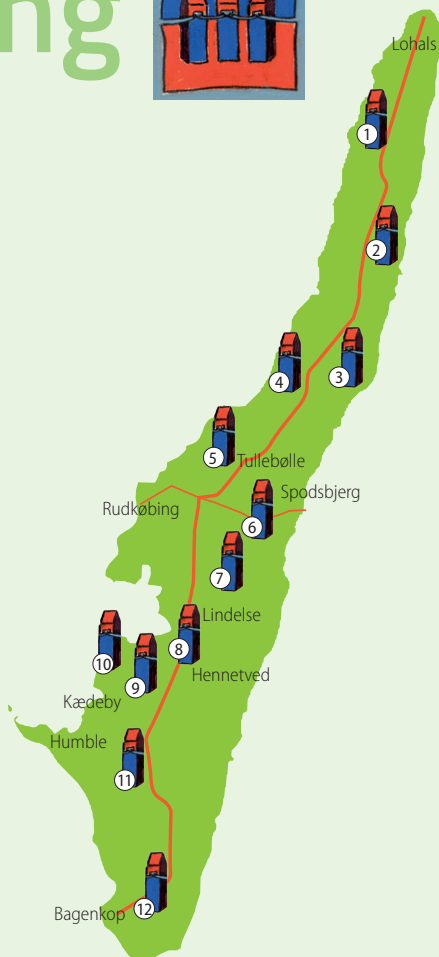 ng
Lohals
1
2
3
4
5
Tullebølle
Spodsbjerg
Rudkøbing
6
7
Lindelse
8
10
Hennetved
9
Kædeby
Humble
11
12
Bagenkop